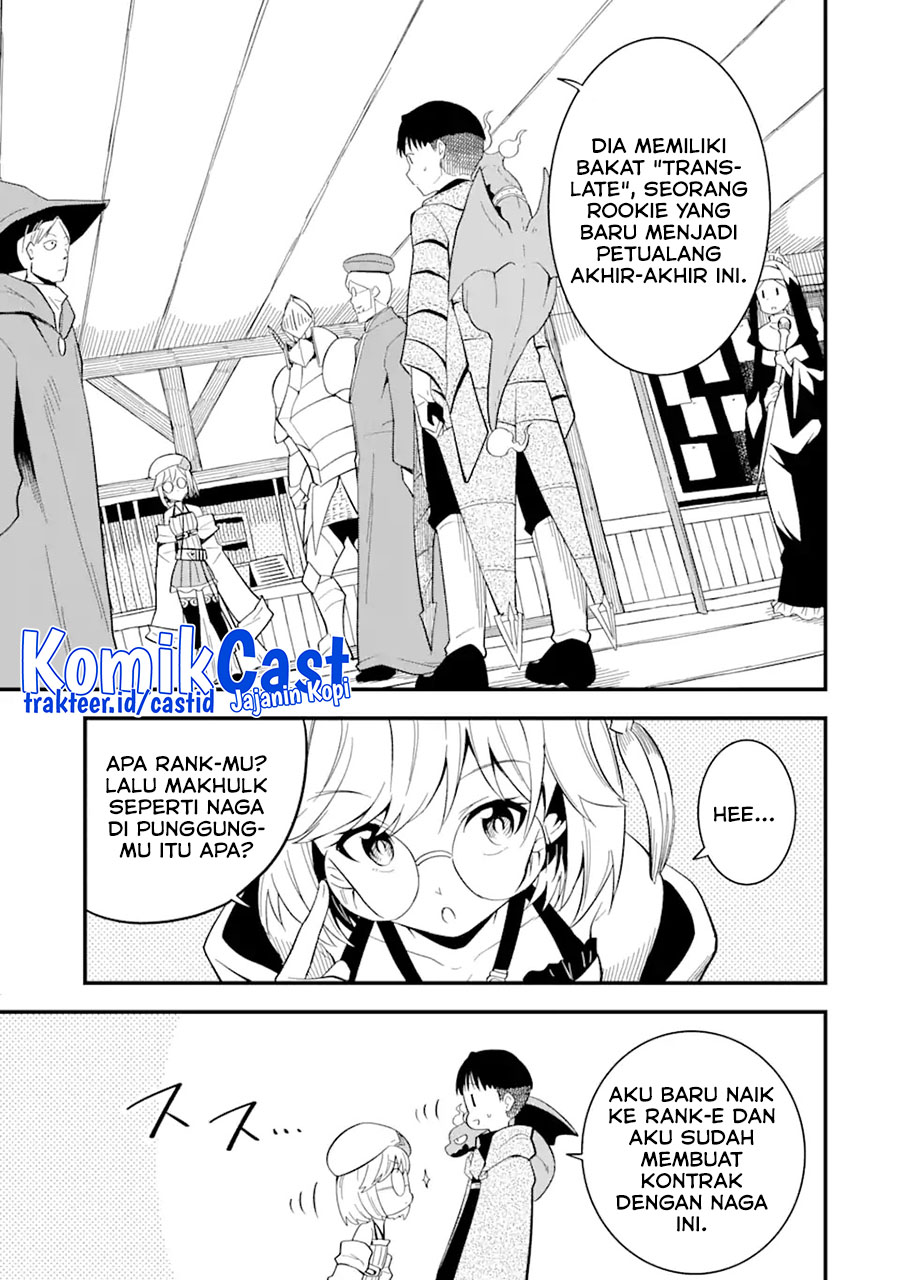 DIA MEMILIKI
BAKAT "TRANS-
LATE", SEORANG
ROOKIE YANG
BARU MENJADI
PETUALANG
AKHIR-AKHIR INI.
KomikCast
trakteer.id/castid
Jajanin Kopi
HEE...
APA RANK-MU?
LALU MAKHULK
SEPERTI NAGA
DI PUNGGUNG-
MU ITU APA?
AKU BARU NAIK
KE RANK-E DAN
AKU SUDAH
MEMBUAT
KONTRAK
DENGAN NAGA
INI.
スス...